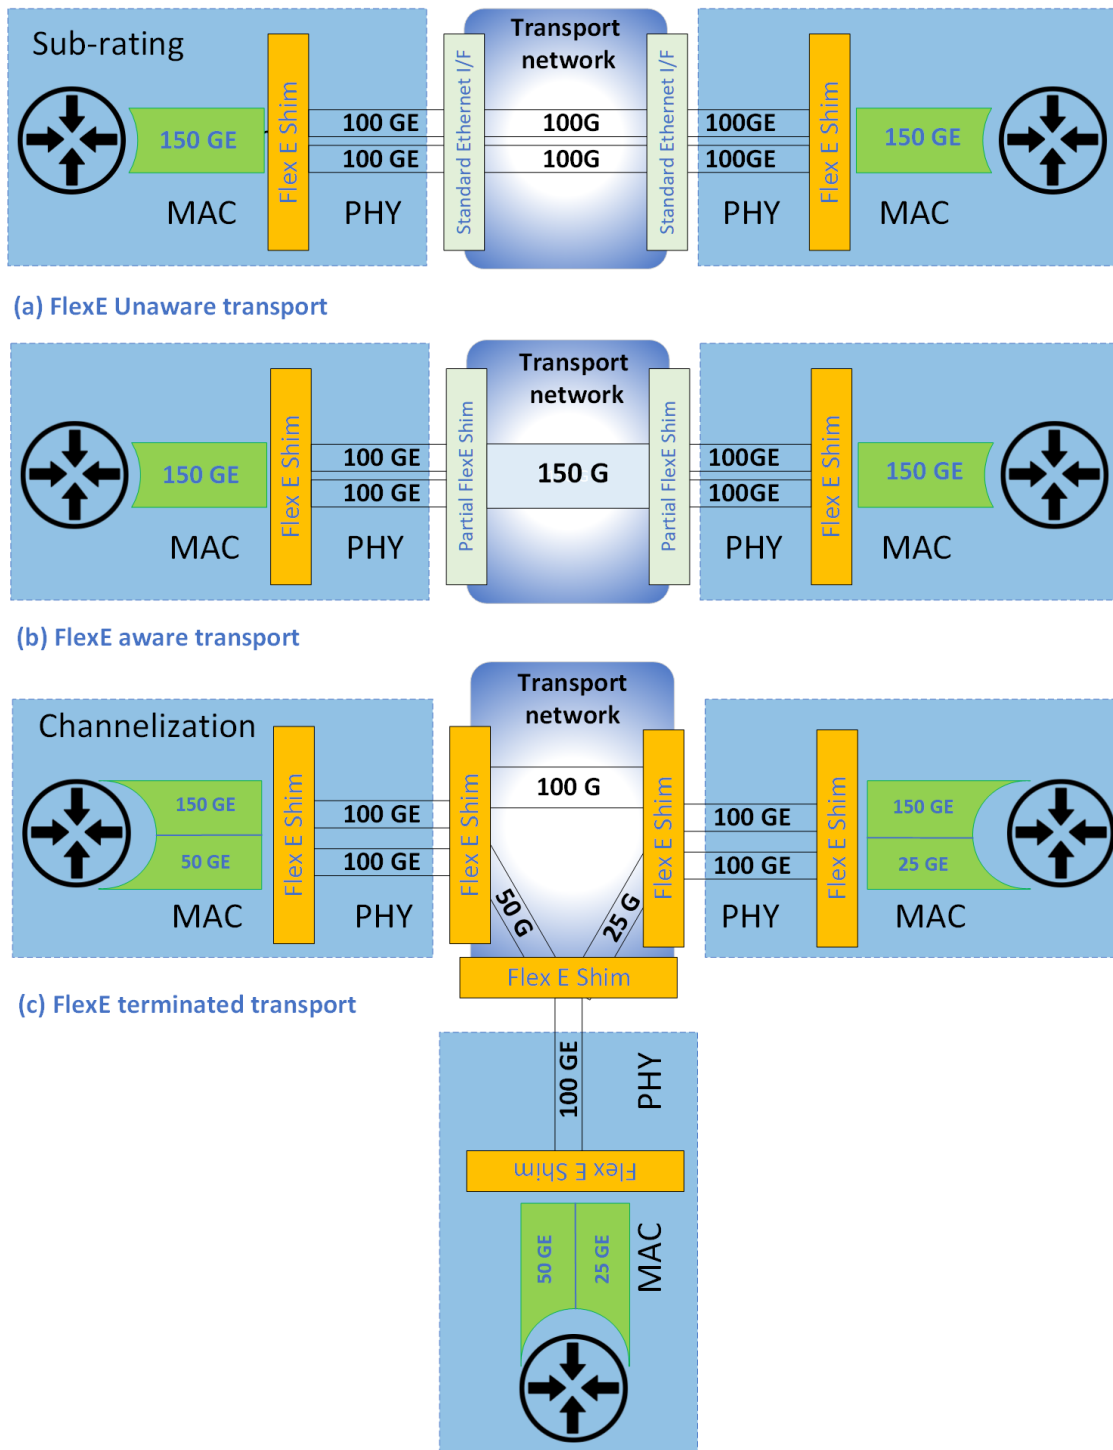 Sub-rating
Transport
network
150 GE
MAC
Flex E Shim
100 GE
100 GE
PHY
Standard Ethernet I/F
100G
100G
Standard Ethernet I/F
100GE
100GE
PHY
Flex E Shim
150 GE
MAC
(a) FlexE Unaware transport
Transport
network
150 GE
MAC
Flex E Shim
100 GE
100 GE
PHY
Partial FlexE Shim
150 G
Partial FlexE Shim
100GE
100GE
PHY
Flex E Shim
150 GE
MAC
(b) FlexE aware transport
Channelization
Transport
network
150 GE
50 GE
MAC
Flex E Shim
100 GE
100 GE
PHY
Flex E Shim
100 G
50 G
25 G
Flex E Shim
100 GE
100 GE
PHY
Flex E Shim
150 GE
25 GE
MAC
Flex E Shim
(c) FlexE terminated transport
100 GE
PHY
Flex E Shim
50 GE
25 GE
MAC